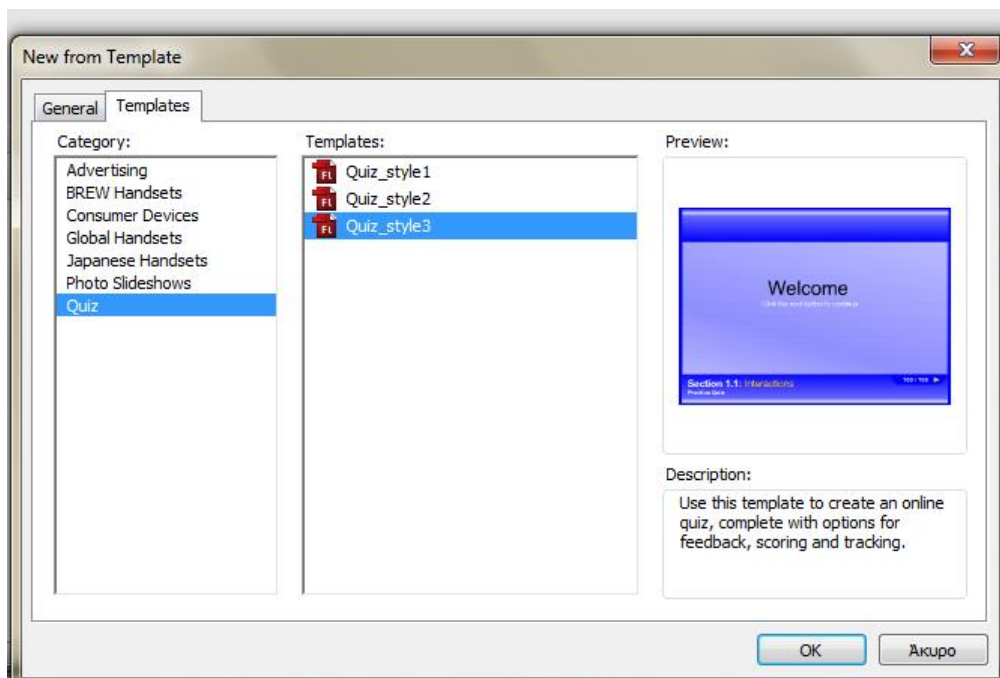 New from Template
General
Templates
Category:
Advertising
BREW Handsets
Consumer Devices
Global Handsets
Japanese Handsets
Photo Slideshows
Quiz
Templates:
Quiz_style1
Quiz_style2
Quiz_style3
Preview:
Welcome
Section 1.1: Interactions
Practice Quiz
Description:
Use this template to create an online
quiz, complete with options for
feedback, scoring and tracking.
OK
Άκυρο